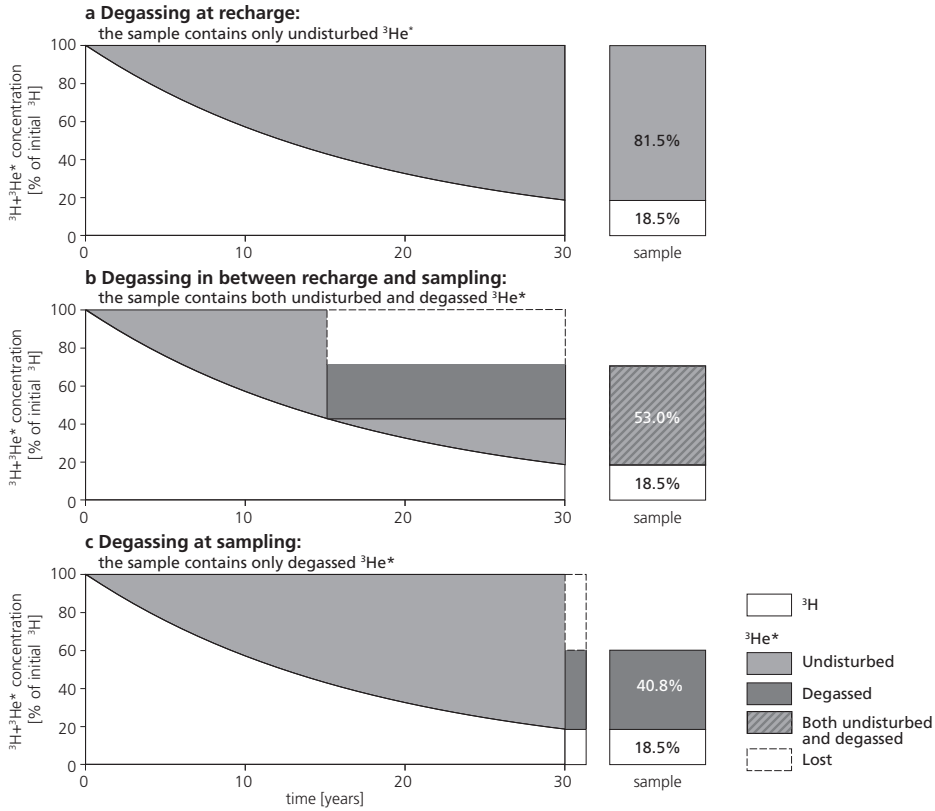 a Degassing at recharge:
the sample contains only undisturbed ³He*
³H+³He* concentration
[% of initial ³H]
100
80
60
40
20
0
0 10 20 30
81.5%
18.5%
sample
b Degassing in between recharge and sampling:
the sample contains both undisturbed and degassed ³He*
³H+³He* concentration
[% of initial ³H]
100
80
60
40
20
0
0 10 20 30
53.0%
18.5%
sample
c Degassing at sampling:
the sample contains only degassed ³He*
³H+³He* concentration
[% of initial ³H]
100
80
60
40
20
0
0 10 20 30
time [years]
40.8%
18.5%
sample
³H
³He*
Undisturbed
Degassed
Both undisturbed
and degassed
Lost